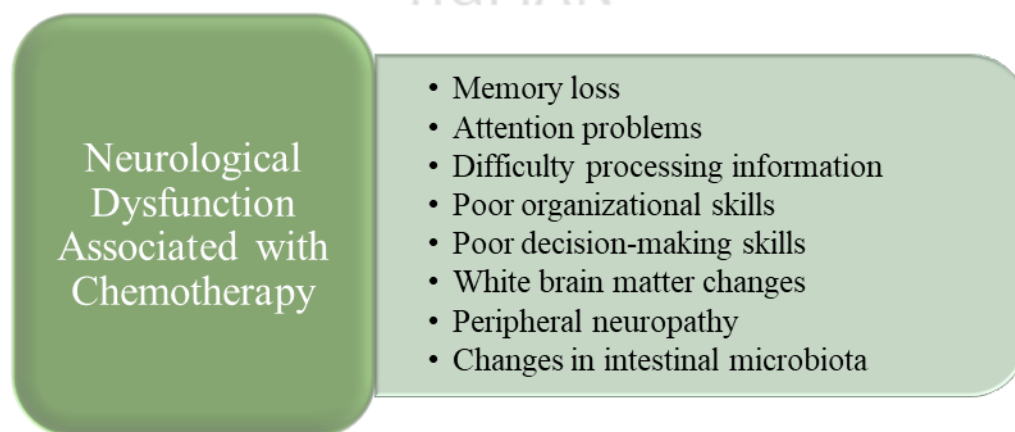 Neurological
Dysfunction
Associated with
Chemotherapy
• Memory loss
• Attention problems
• Difficulty processing information
• Poor organizational skills
• Poor decision-making skills
• White brain matter changes
• Peripheral neuropathy
• Changes in intestinal microbiota